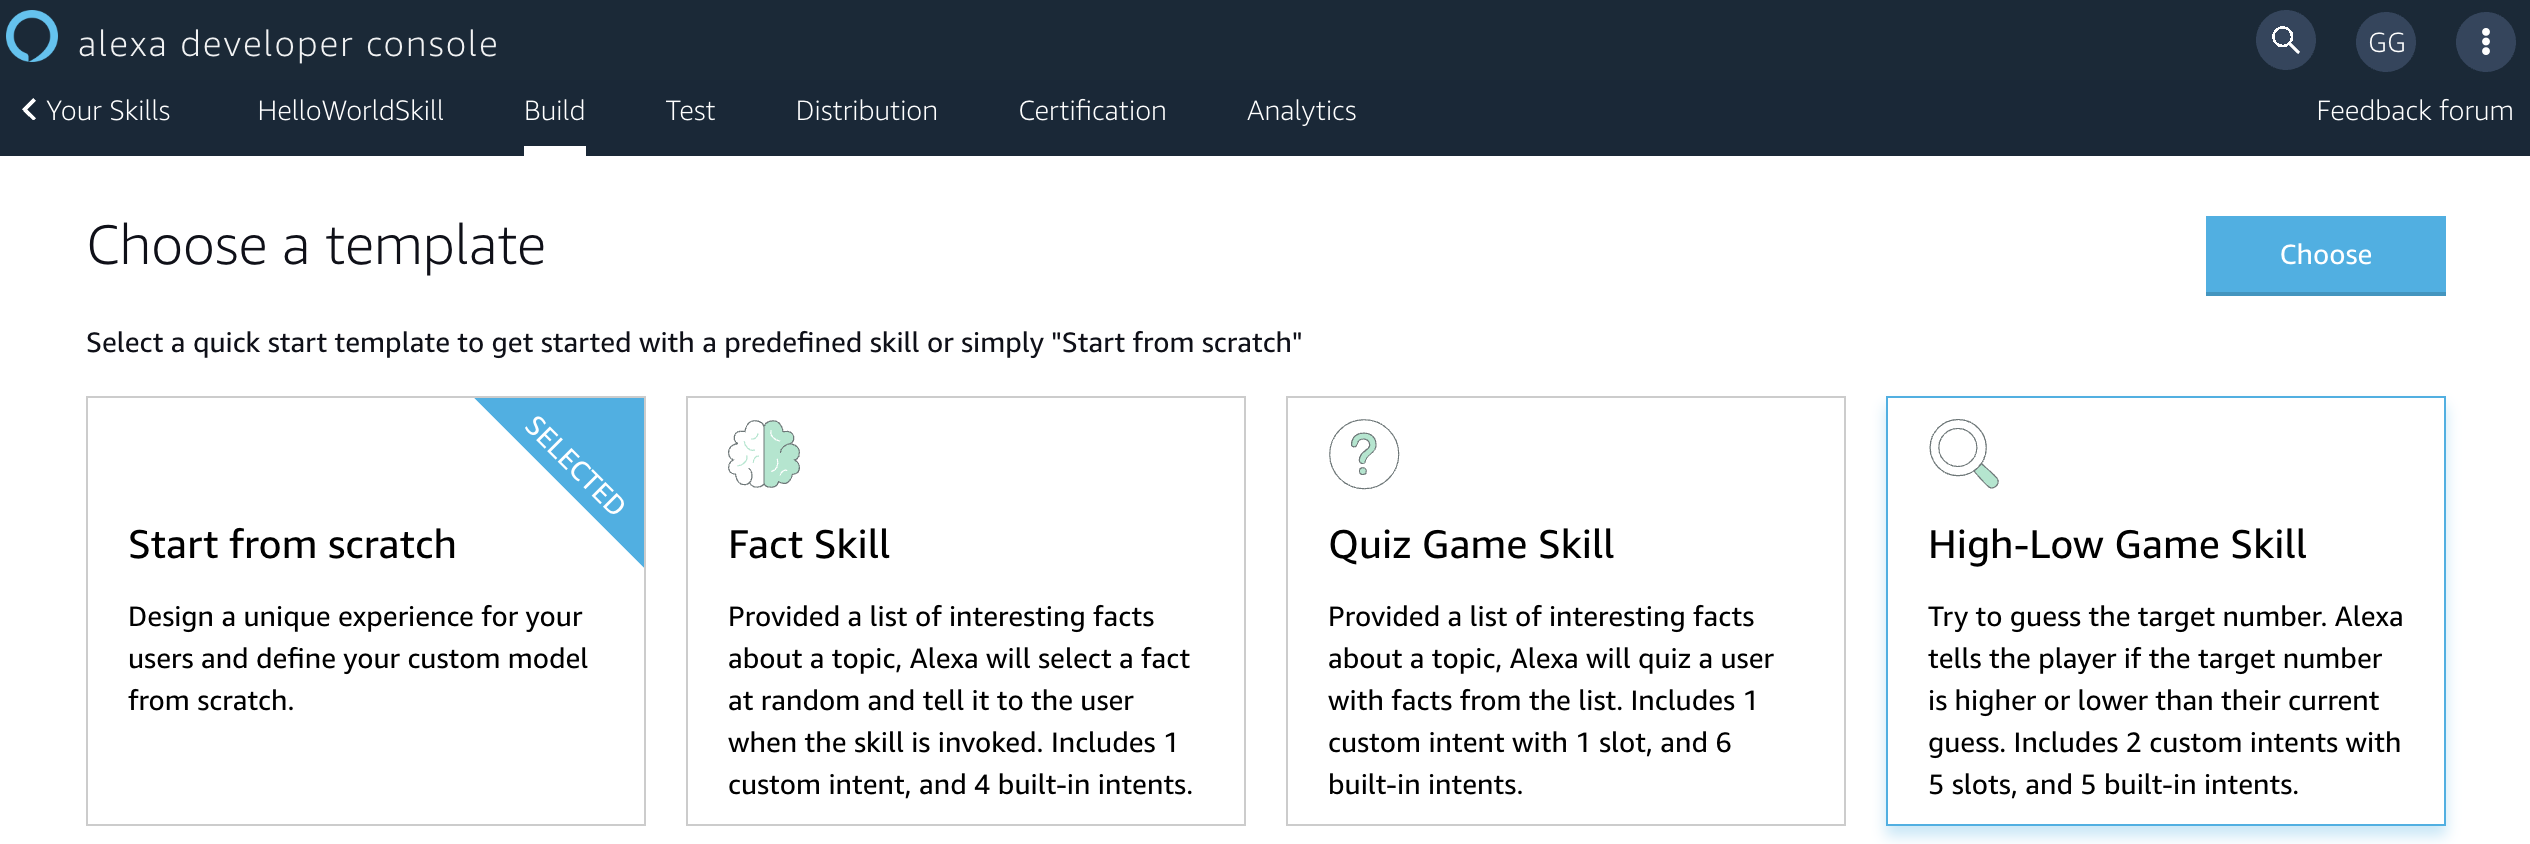 alexa developer console
GG
Your Skills HelloWorldSkill Build Test Distribution Certification Analytics Feedback forum
Choose a template
Choose
Select a quick start template to get started with a predefined skill or simply "Start from scratch"
SELECTED
Start from scratch
Design a unique experience for your
users and define your custom model
from scratch.
Fact Skill
Provided a list of interesting facts
about a topic, Alexa will select a fact
at random and tell it to the user
when the skill is invoked. Includes 1
custom intent, and 4 built-in intents.
?
Quiz Game Skill
Provided a list of interesting facts
about a topic, Alexa will quiz a user
with facts from the list. Includes 1
custom intent with 1 slot, and 6
built-in intents.
High-Low Game Skill
Try to guess the target number. Alexa
tells the player if the target number
is higher or lower than their current
guess. Includes 2 custom intents with
5 slots, and 5 built-in intents.